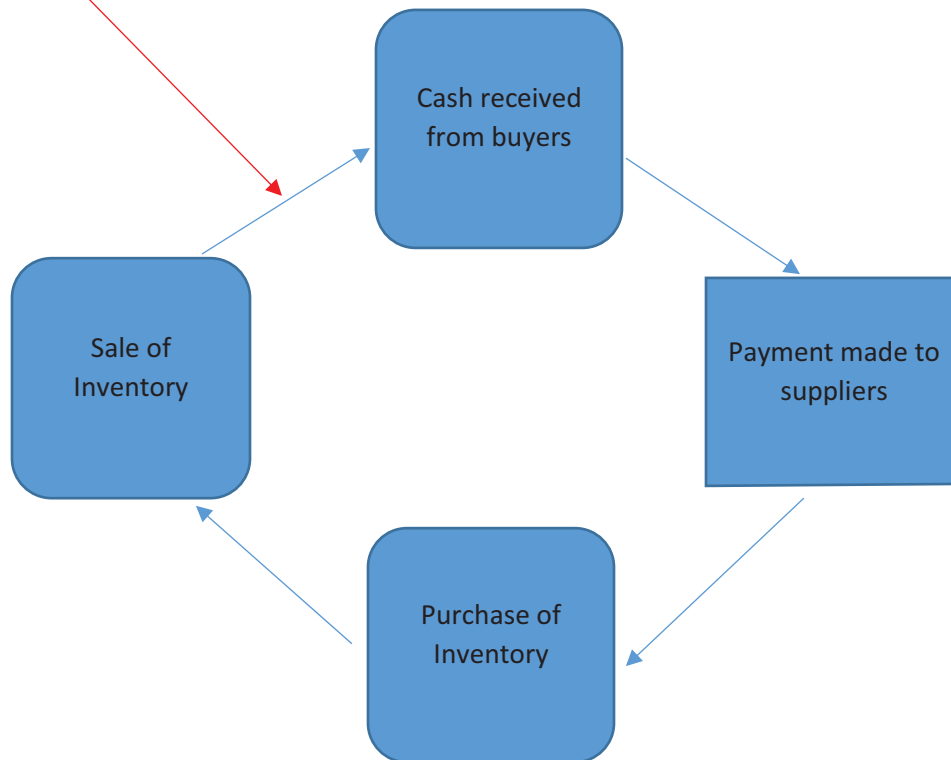 Cash received
from buyers
Sale of
Inventory
Payment made to
suppliers
Purchase of
Inventory